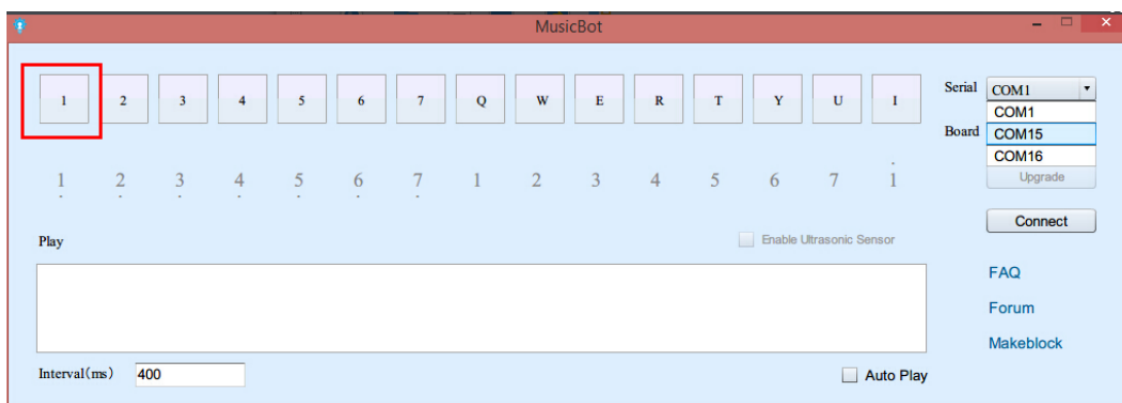 MusicBot
1 2 3 4 5 6 7 Q W E R T Y U I
Serial COM1
COM1
Board COM15
COM16
Upgrade
1 2 3 4 5 6 7 1 2 3 4 5 6 7 1
Connect
Play Enable Ultrasonic Sensor
FAQ
Forum
Makeblock
Interval(ms) 400 Auto Play